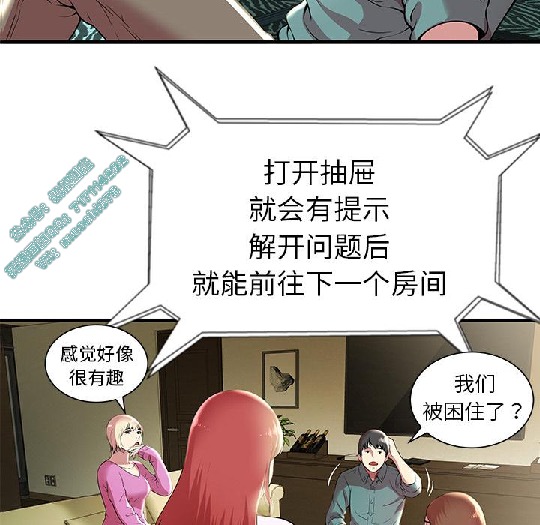 打开抽屉
就会有提示
解开问题后
就能前往下一个房间
感觉好像
很有趣
我们
被困住了？